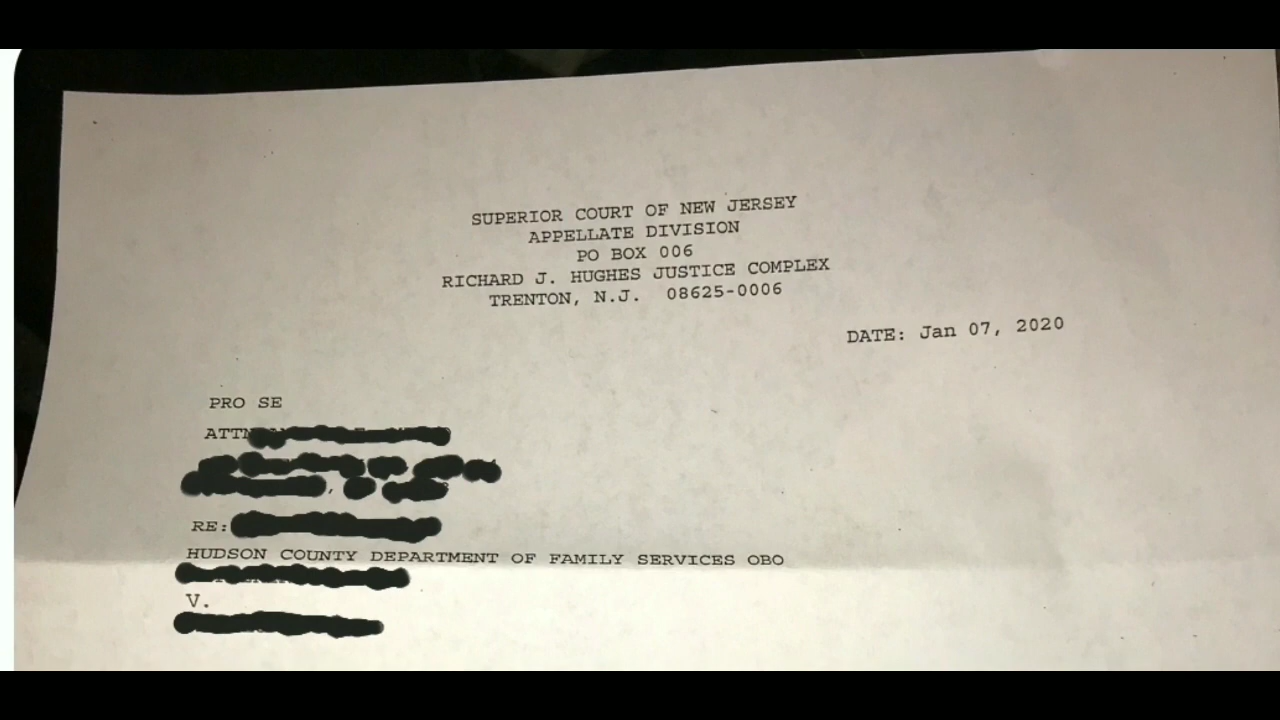 SUPERIOR COURT OF NEW JERSEY
APPELLATE DIVISION
PO BOX 006
RICHARD J. HUGHES JUSTICE COMPLEX
TRENTON, N.J. 08625-0006
DATE: Jan 07, 2020
PRO SE
ATTN
RE:
HUDSON COUNTY DEPARTMENT OF FAMILY SERVICES OBO
V.